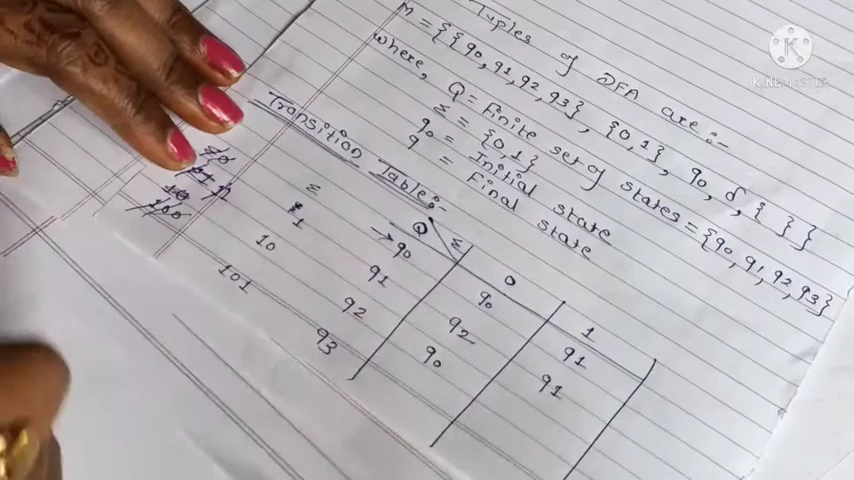 Tuples of DFA are:-
M = {{q0, q1, q2, q3}, {0,1}, q0, δ, { }}
where, Q = Finite set of states = {q0, q1, q2, q3}
Σ = {0,1}
q0 = Initial state
q = Final state
Transition Table:-
Σ Q Σ 0 1
1 → q0 q0 q1
10 q1 q2 q1
101 q2 q0
q3
KINEMASTER